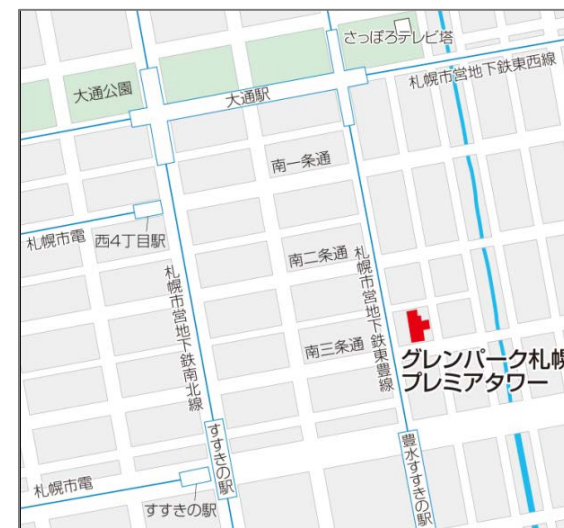 さっぽろテレビ塔
札幌市営地下鉄東西線
大通公園
大通駅
南一条通
札幌市電
西4丁目駅
南二条通
札幌市営地下鉄南北線
札幌市営地下鉄東豊線
南三条通
グレンパーク札幌
プレミアタワー
すすきの駅
豊水すすきの駅
札幌市電
すすきの駅